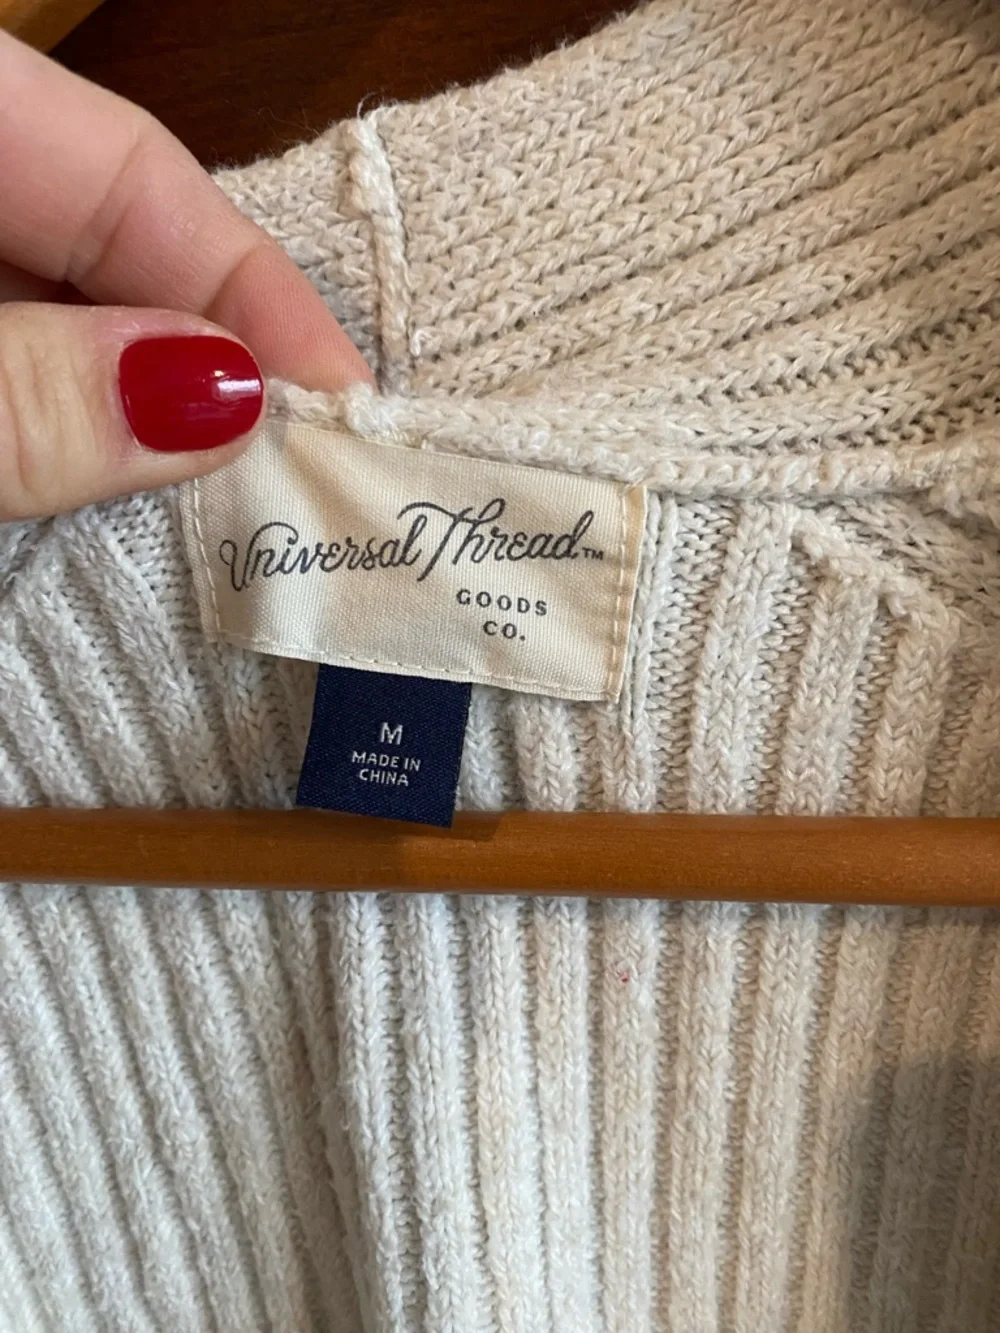 Universal Thread™
GOODS
CO.
M
MADE IN
CHINA